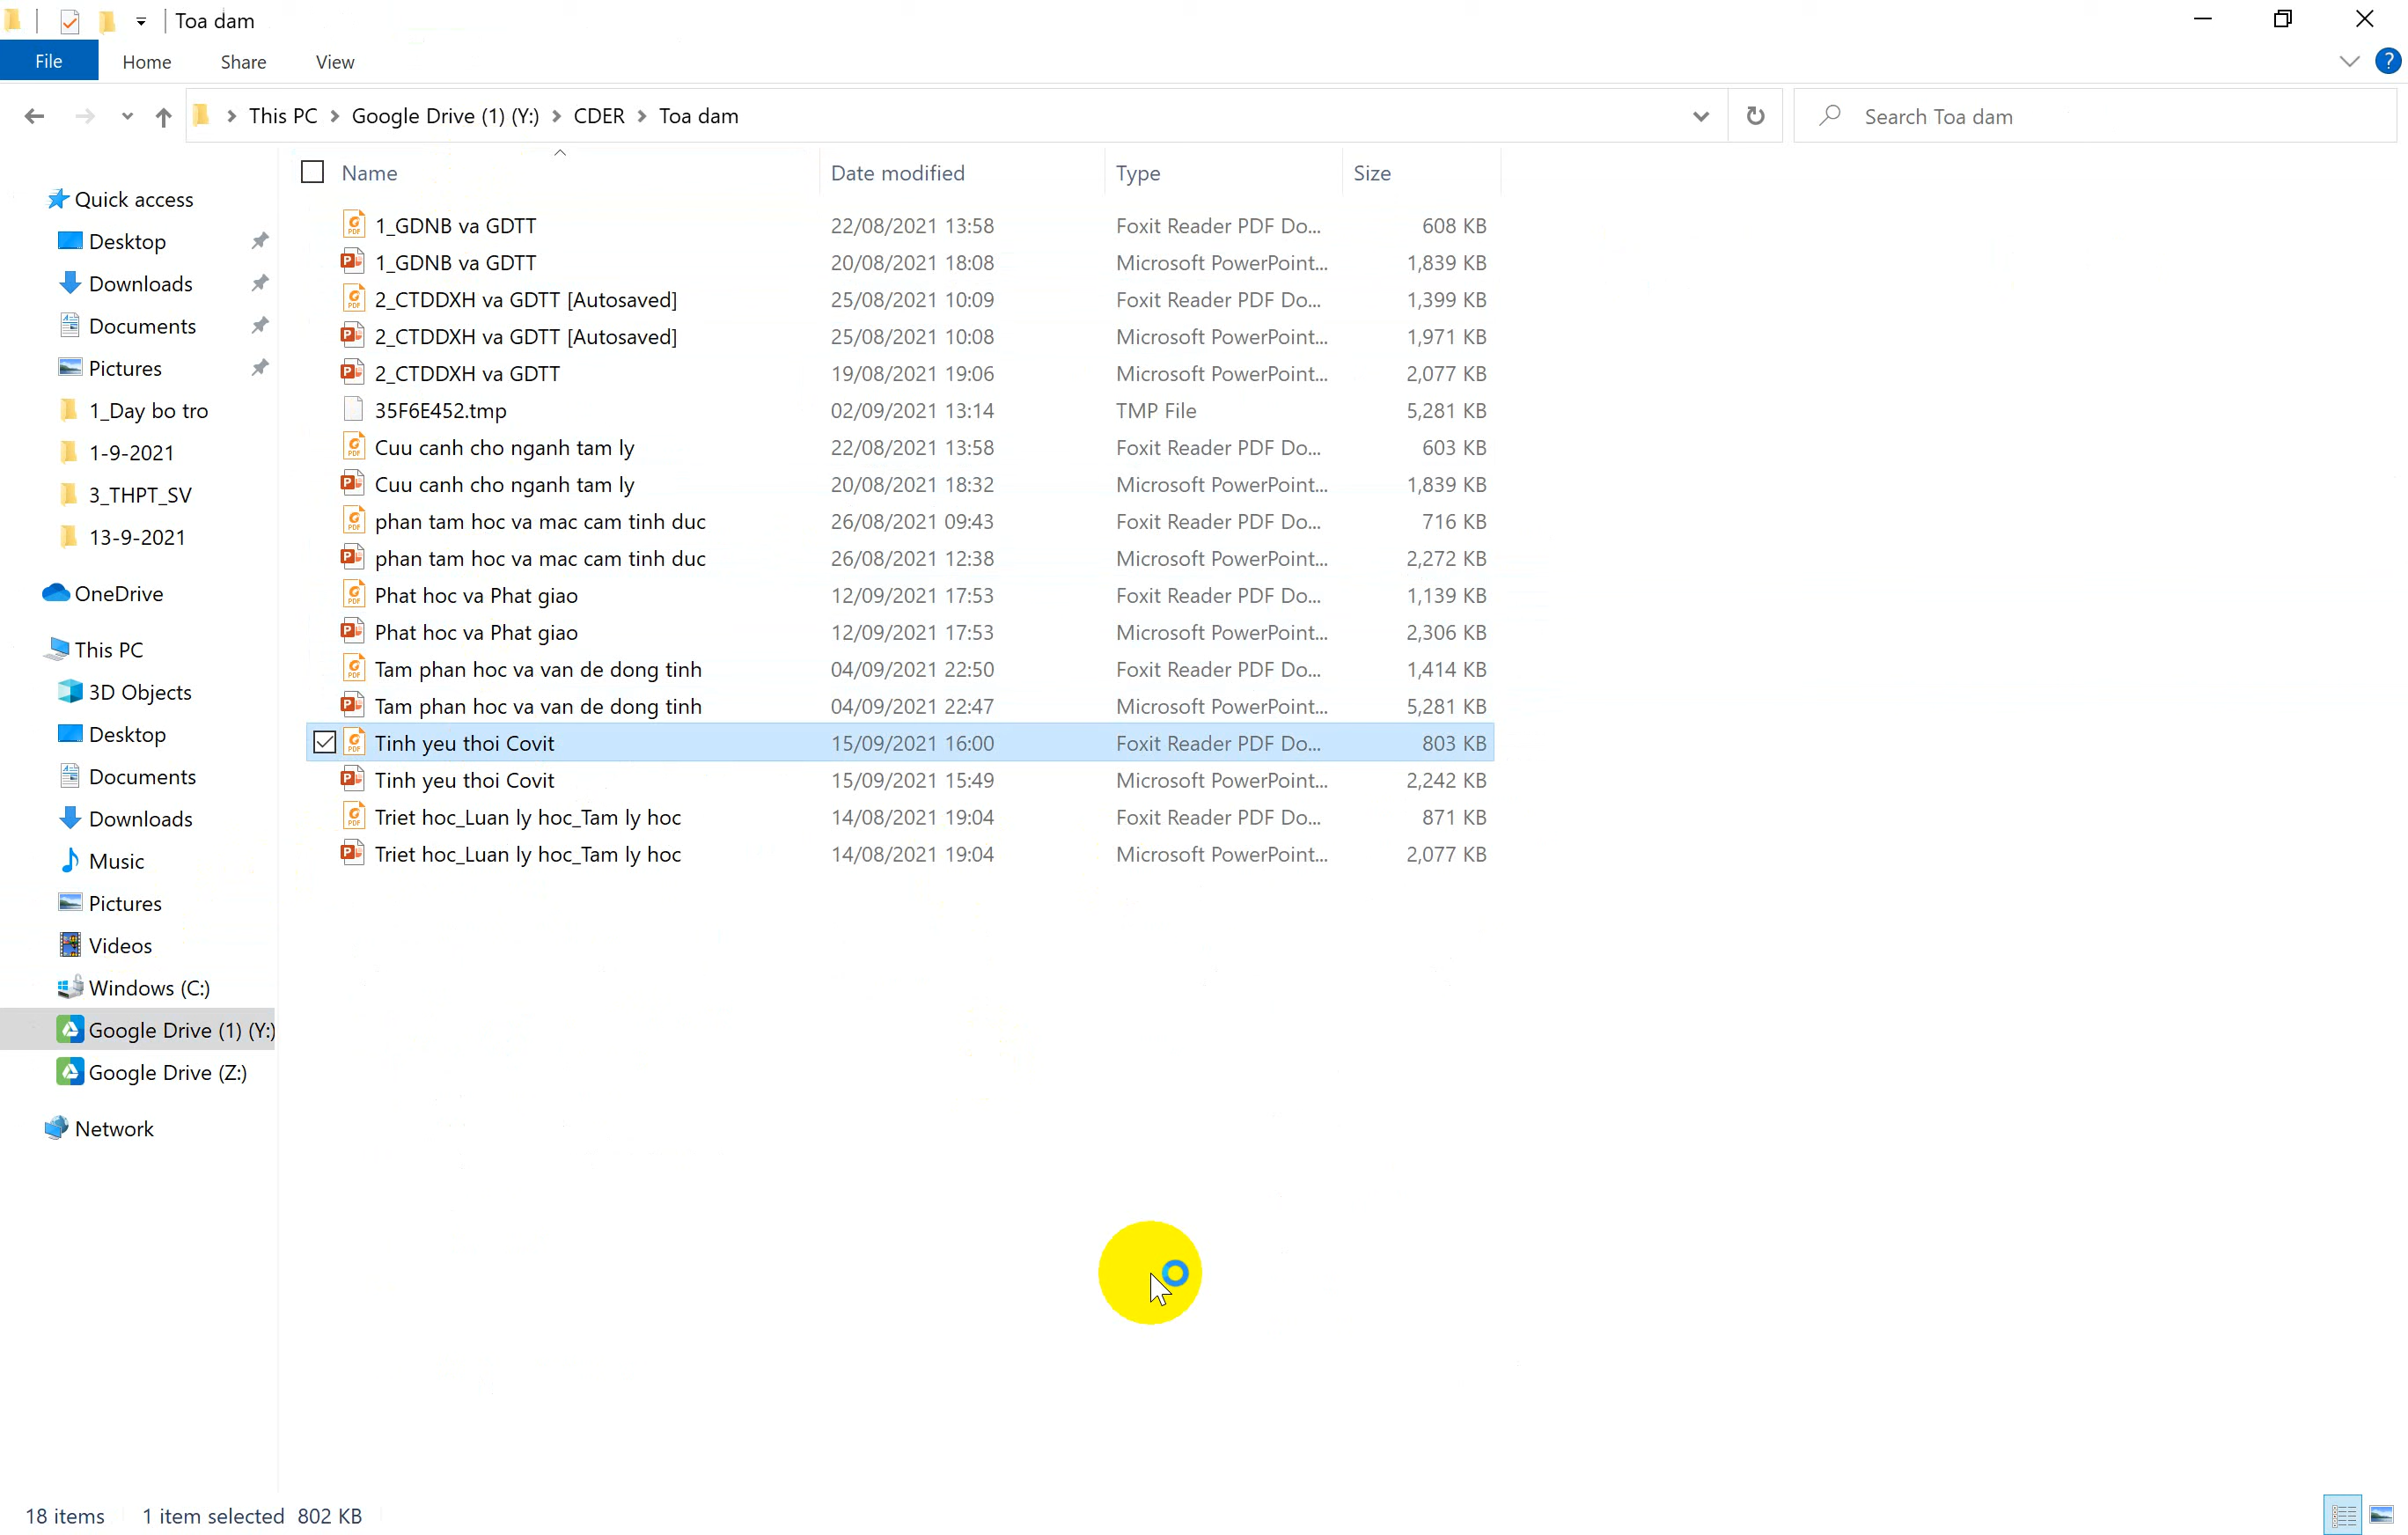 Toa dam
File Home Share View
This PC Google Drive (1) (Y:) CDER Toa dam
Search Toa dam
Quick access
Desktop
Downloads
Documents
Pictures
1_Day bo tro
1-9-2021
3_THPT_SV
13-9-2021
OneDrive
This PC
3D Objects
Desktop
Documents
Downloads
Music
Pictures
Videos
Windows (C:)
Google Drive (1) (Y:)
Google Drive (Z:)
Network
Name Date modified Type Size
1_GDNB va GDTT 22/08/2021 13:58 Foxit Reader PDF Do... 608 KB
1_GDNB va GDTT 20/08/2021 18:08 Microsoft PowerPoint... 1,839 KB
2_CTDDXH va GDTT [Autosaved] 25/08/2021 10:09 Foxit Reader PDF Do... 1,399 KB
2_CTDDXH va GDTT [Autosaved] 25/08/2021 10:08 Microsoft PowerPoint... 1,971 KB
2_CTDDXH va GDTT 19/08/2021 19:06 Microsoft PowerPoint... 2,077 KB
35F6E452.tmp 02/09/2021 13:14 TMP File 5,281 KB
Cuu canh cho nganh tam ly 22/08/2021 13:58 Foxit Reader PDF Do... 603 KB
Cuu canh cho nganh tam ly 20/08/2021 18:32 Microsoft PowerPoint... 1,839 KB
phan tam hoc va mac cam tinh duc 26/08/2021 09:43 Foxit Reader PDF Do... 716 KB
phan tam hoc va mac cam tinh duc 26/08/2021 12:38 Microsoft PowerPoint... 2,272 KB
Phat hoc va Phat giao 12/09/2021 17:53 Foxit Reader PDF Do... 1,139 KB
Phat hoc va Phat giao 12/09/2021 17:53 Microsoft PowerPoint... 2,306 KB
Tam phan hoc va van de dong tinh 04/09/2021 22:50 Foxit Reader PDF Do... 1,414 KB
Tam phan hoc va van de dong tinh 04/09/2021 22:47 Microsoft PowerPoint... 5,281 KB
Tinh yeu thoi Covit 15/09/2021 16:00 Foxit Reader PDF Do... 803 KB
Tinh yeu thoi Covit 15/09/2021 15:49 Microsoft PowerPoint... 2,242 KB
Triet hoc_Luan ly hoc_Tam ly hoc 14/08/2021 19:04 Foxit Reader PDF Do... 871 KB
Triet hoc_Luan ly hoc_Tam ly hoc 14/08/2021 19:04 Microsoft PowerPoint... 2,077 KB
18 items 1 item selected 802 KB